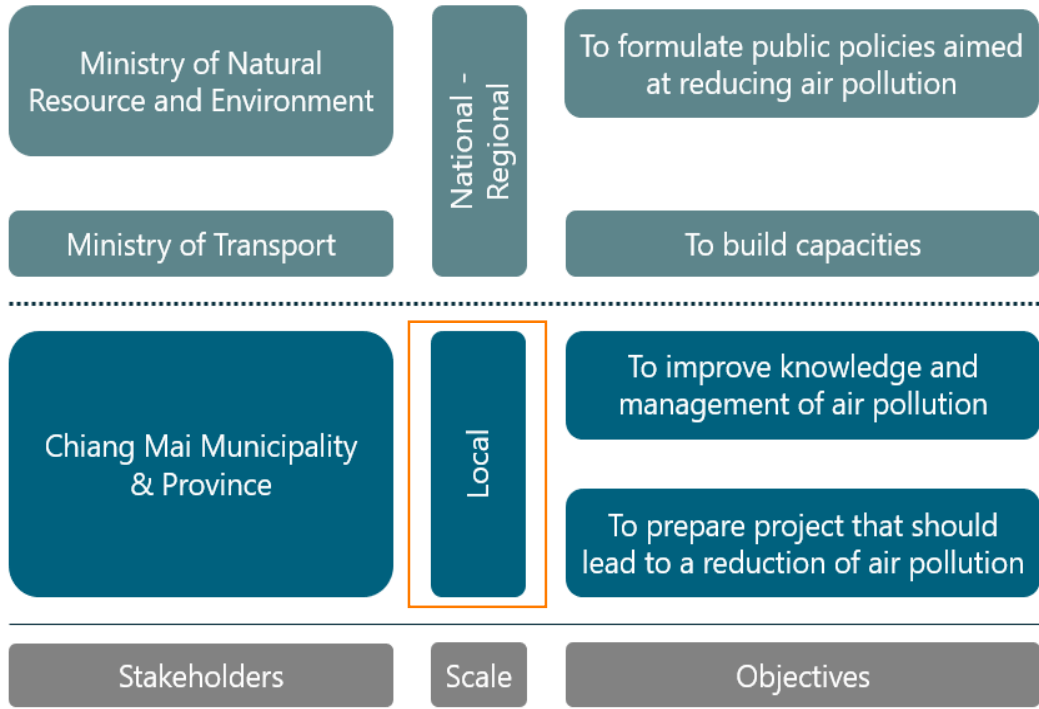 Ministry of Natural
Resource and Environment
National -
Regional
To formulate public policies aimed
at reducing air pollution
Ministry of Transport
To build capacities
Chiang Mai Municipality
& Province
Local
To improve knowledge and
management of air pollution
To prepare project that should
lead to a reduction of air pollution
Stakeholders
Scale
Objectives